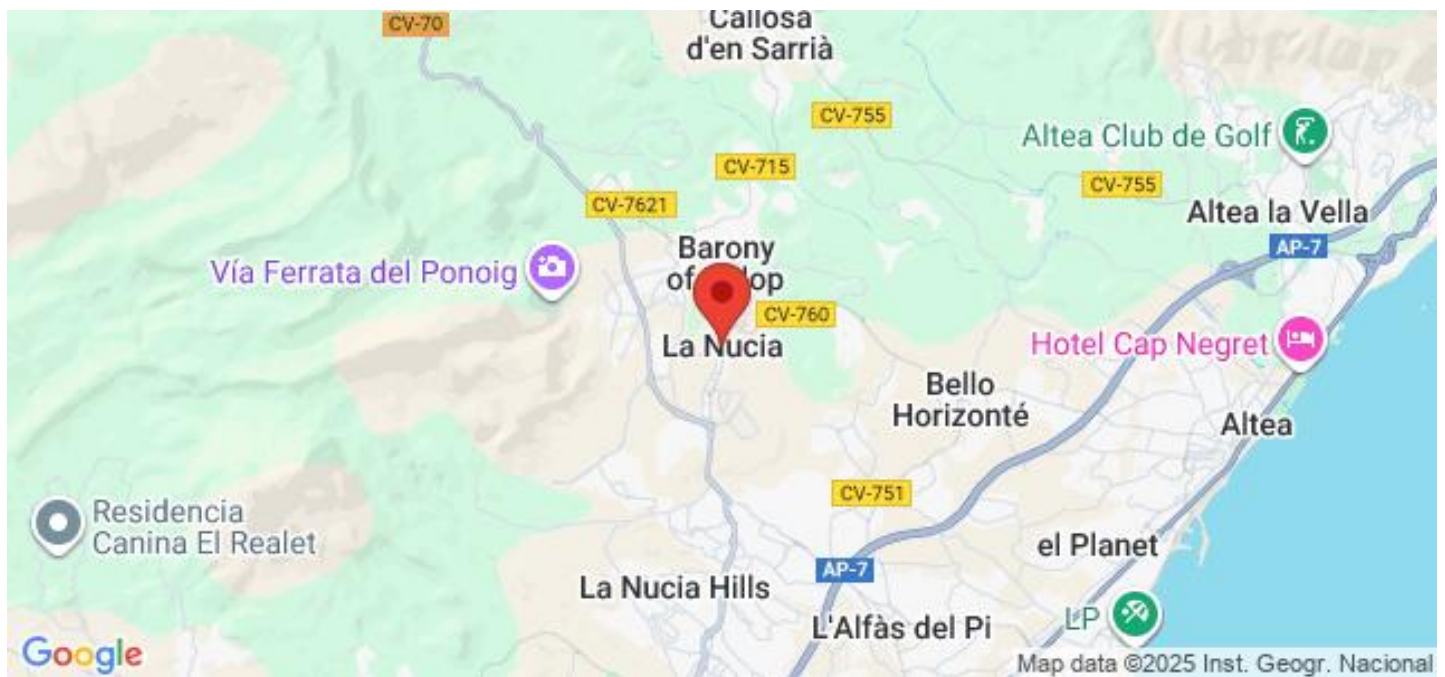 Callosa
d'en Sarrià
CV-70
CV-755
Altea Club de Golf
CV-715
CV-755
CV-7621
Altea la Vella
Barony
AP-7
Vía Ferrata del Ponoig
CV-760
La Nucia
Hotel Cap Negret
Bello
Horizonté
Altea
CV-751
Residencia
Canina El Realet
el Planet
AP-7
La Nucia Hills
L'Alfàs del Pi
LP
Google
Map data ©2025 Inst. Geogr. Nacional